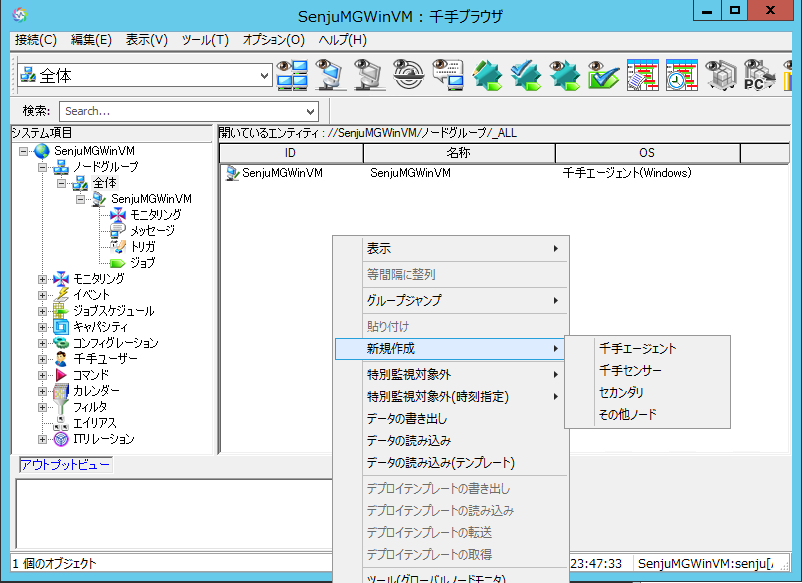 SenjuMGWinVM : 千手ブラウザ
接続(C) 編集(E) 表示(V) ツール(T) オプション(O) ヘルプ(H)
全体
検索: Search...
システム項目
SenjuMGWinVM
ノードグループ
全体
SenjuMGWinVM
モニタリング
メッセージ
トリガ
ジョブ
モニタリング
イベント
ジョブスケジュール
キャパシティ
コンフィグレーション
千手ユーザー
コマンド
カレンダー
フィルタ
エイリアス
ITリレーション
開いているエンティティ : //SenjuMGWinVM/ノードグループ/_ALL
ID 名称 OS
SenjuMGWinVM SenjuMGWinVM 千手エージェント(Windows)
表示
等間隔に整列
グループジャンプ
貼り付け
新規作成
特別監視対象外
特別監視対象外(時刻指定)
データの書き出し
データの読み込み
データの読み込み(テンプレート)
デプロイテンプレートの書き出し
デプロイテンプレートの読み込み
デプロイテンプレートの転送
デプロイテンプレートの取得
ツール(グローバルノードモニタ)
千手エージェント
千手センサー
セカンダリ
その他ノード
アウトプットビュー
1 個のオブジェクト
23:47:33 SenjuMGWinVM:senju[
PC